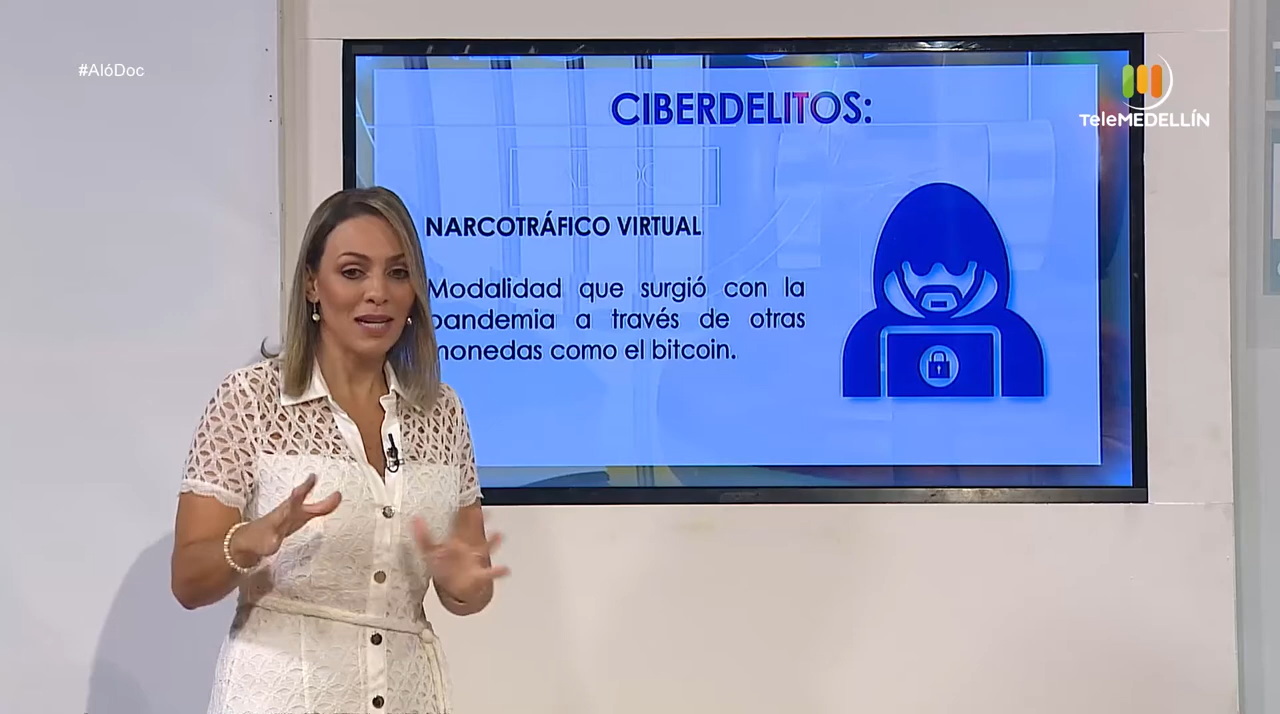 #AlóDoc
TeleMEDELLÍN
CIBERDELITOS:
NARCOTRÁFICO VIRTUAL
Modalidad que surgió con la
pandemia a través de otras
monedas como el bitcoin.